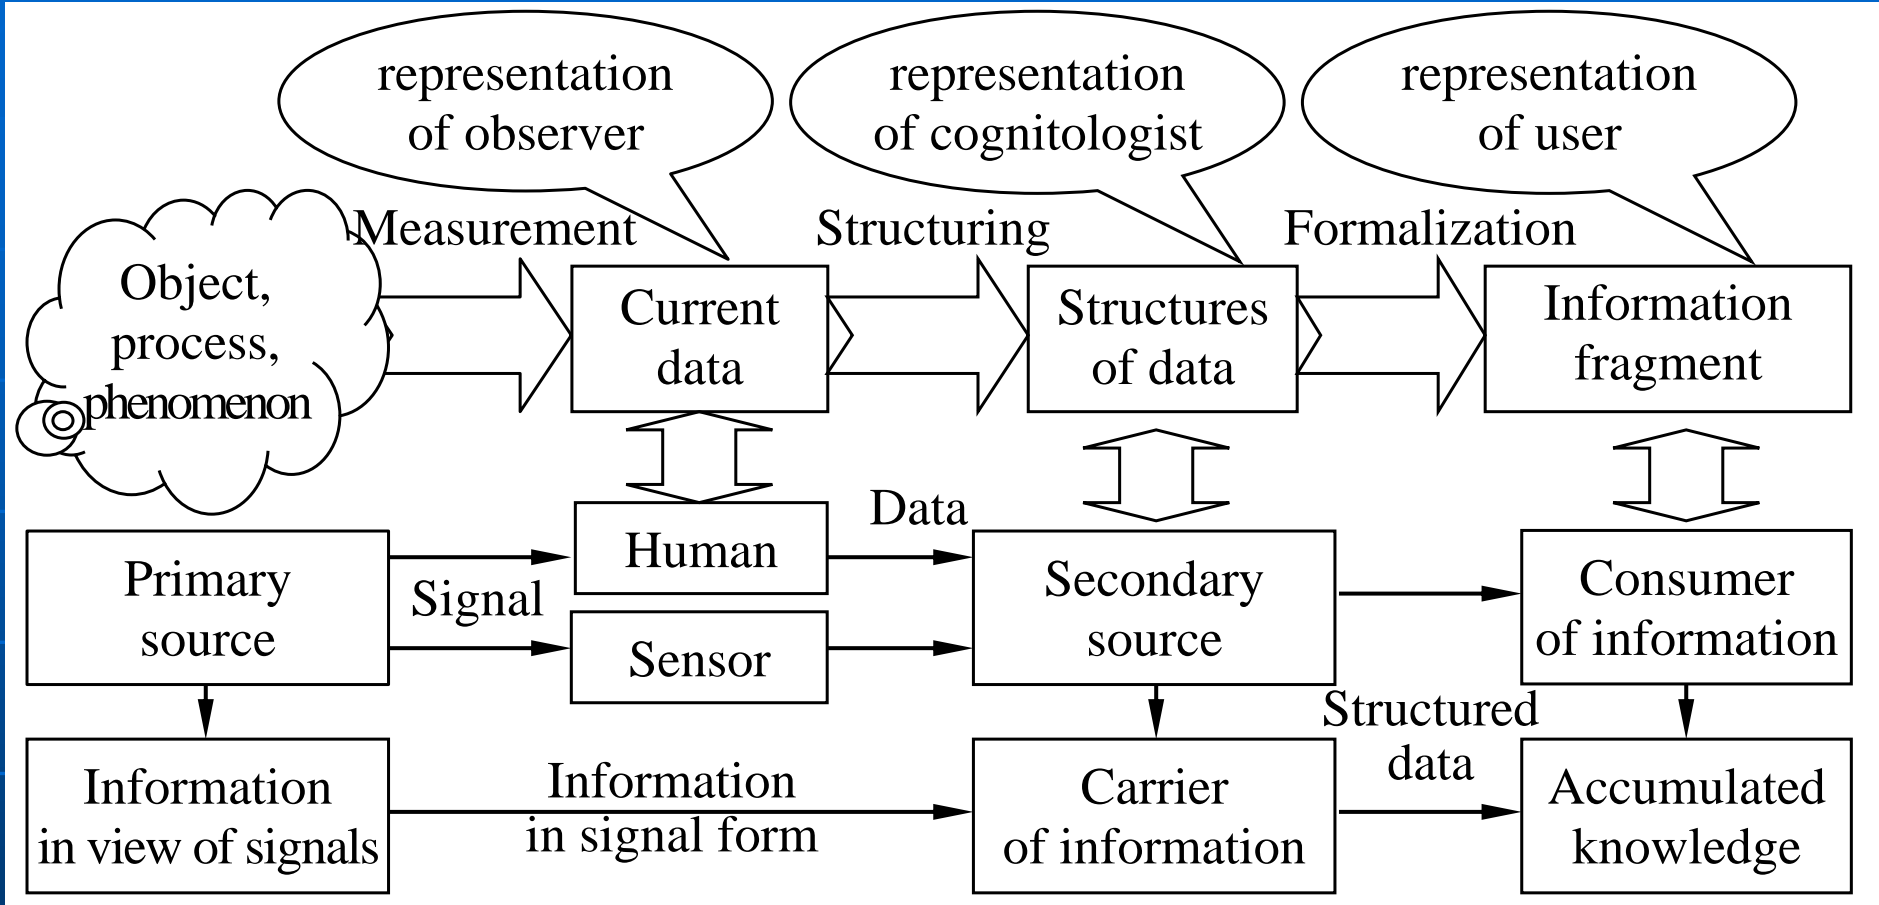 representation
of observer
representation
of cognitologist
representation
of user
Measurement
Structuring
Formalization
Object,
process,
phenomenon
Current
data
Structures
of data
Information
fragment
Data
Human
Primary
source
Signal
Sensor
Secondary
source
Consumer
of information
Structured
data
Information
in view of signals
Information
in signal form
Carrier
of information
Accumulated
knowledge